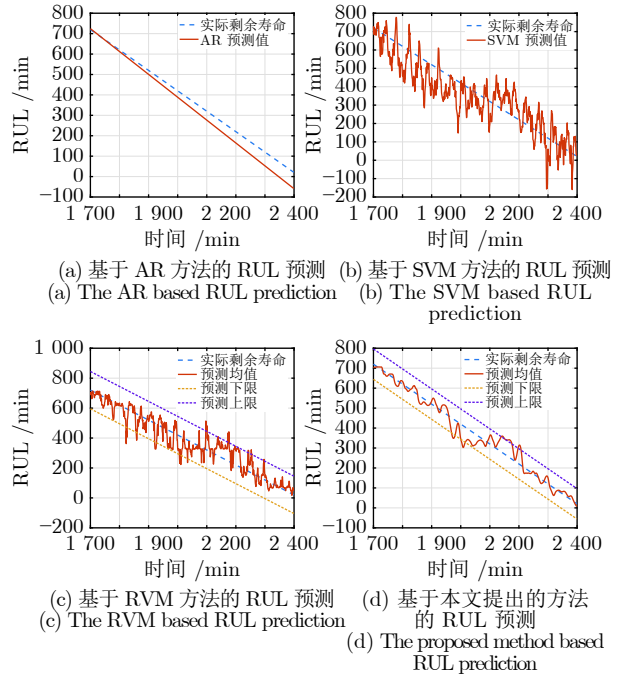 800
700
600
500
400
300
200
100
0
−100
RUL /min
实际剩余寿命
AR 预测值
1 700
1 900
2 200
2 400
时间 /min
(a) 基于 AR 方法的 RUL 预测
(a) The AR based RUL prediction
800
700
600
500
400
300
200
100
0
−100
−200
RUL /min
实际剩余寿命
SVM 预测值
1 700
1 900
2 200
2 400
时间 /min
(b) 基于 SVM 方法的 RUL 预测
(b) The SVM based RUL
prediction
1 000
800
600
400
200
0
−200
RUL /min
实际剩余寿命
预测均值
预测下限
预测上限
1 700
1 900
2 200
2 400
时间 /min
(c) 基于 RVM 方法的 RUL 预测
(c) The RVM based RUL prediction
800
700
600
500
400
300
200
100
0
−100
RUL /min
实际剩余寿命
预测均值
预测下限
预测上限
1 700
1 900
2 200
2 400
时间 /min
(d) 基于本文提出的方法
的 RUL 预测
(d) The proposed method based
RUL prediction